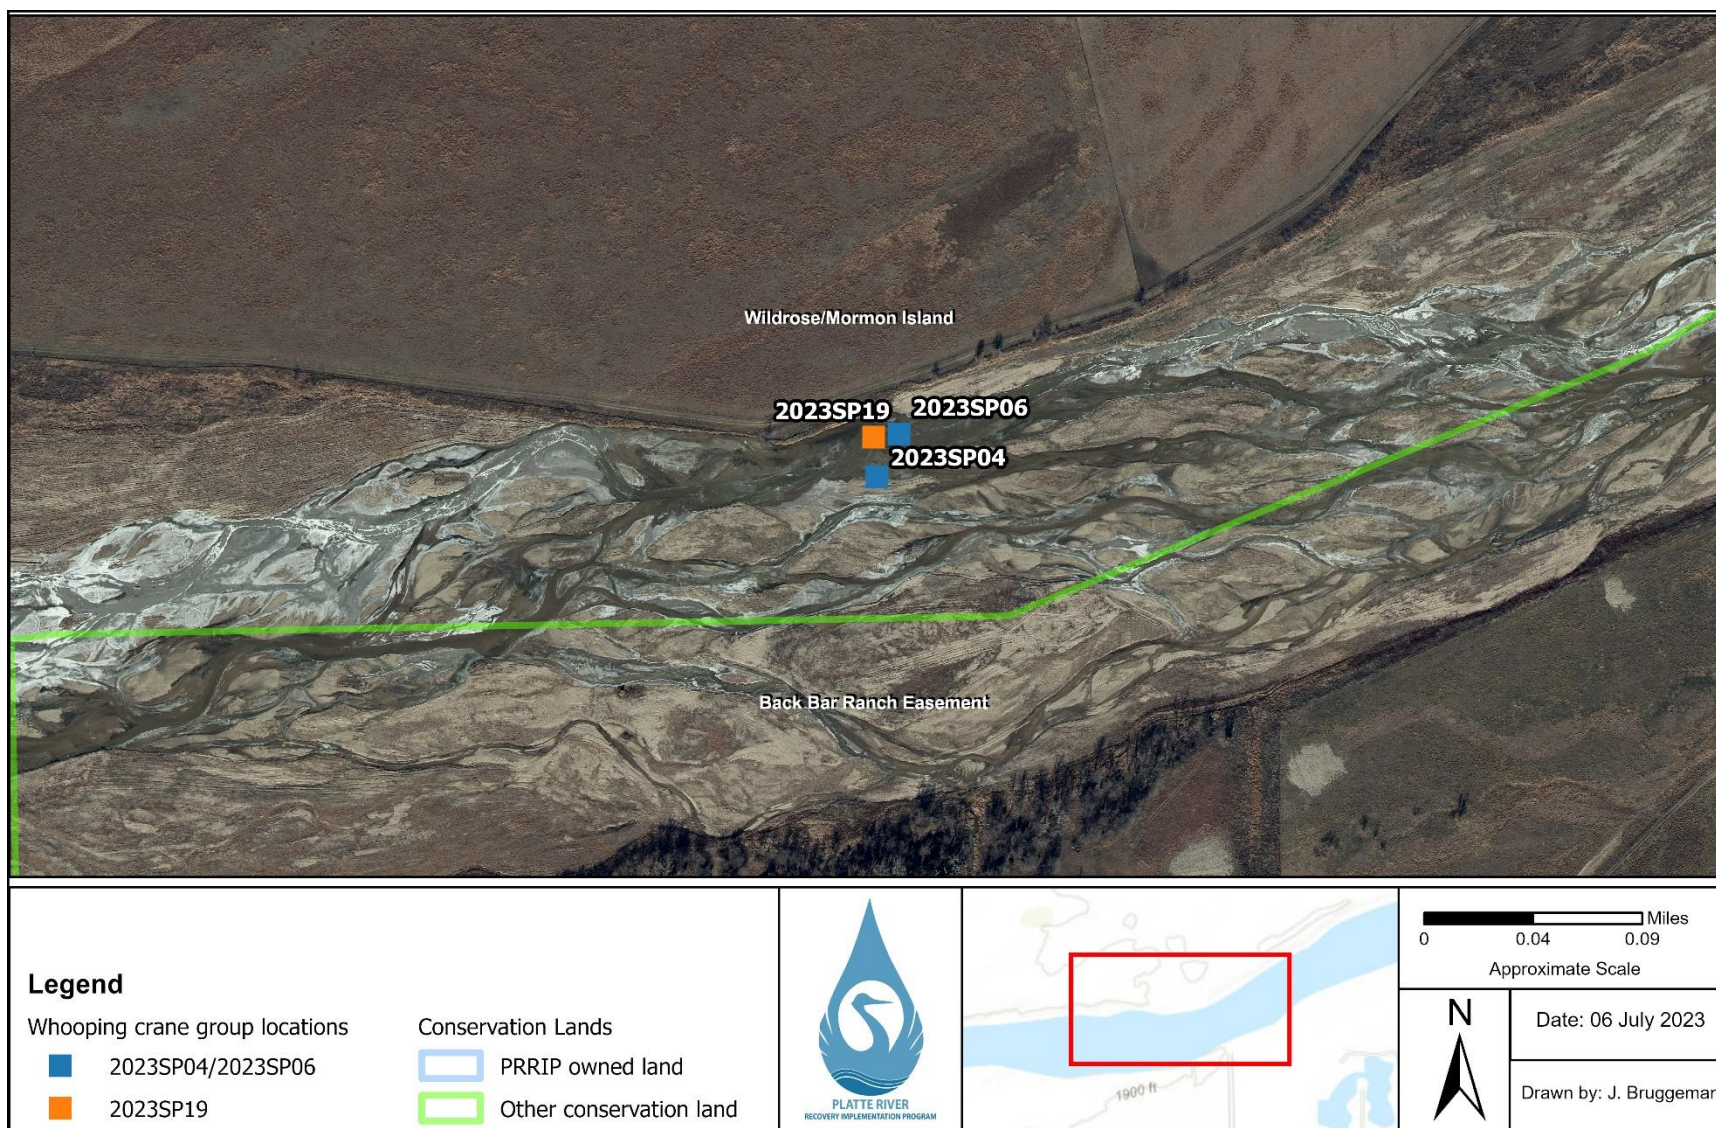 Wildrose/Mormon Island
2023SP19
2023SP06
2023SP04
Back Bar Ranch Easement
Legend
Whooping crane group locations
2023SP04/2023SP06
2023SP19
Conservation Lands
PRRIP owned land
Other conservation land
PLATTE RIVER
RECOVERY IMPLEMENTATION PROGRAM
1900 ft
Miles
0 0.04 0.09
Approximate Scale
N
Date: 06 July 2023
Drawn by: J. Bruggeman